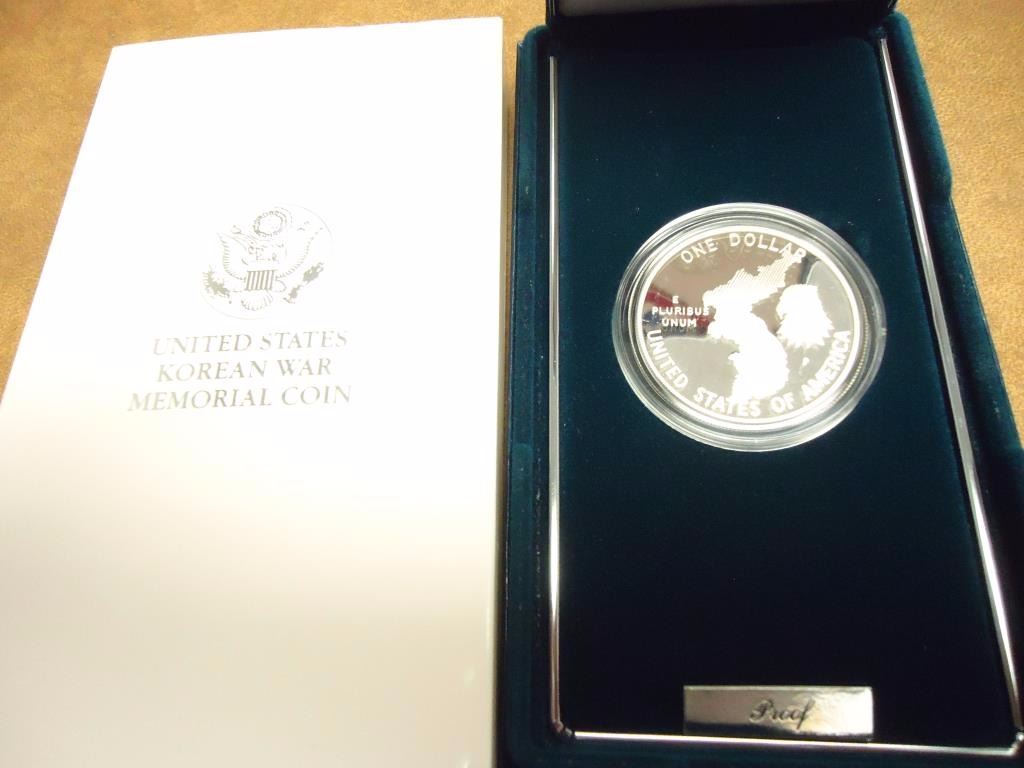 UNITED STATES
KOREAN WAR
MEMORIAL COIN
ONE DOLLAR
E
PLURIBUS
UNUM
UNITED STATES OF AMERICA
Proof